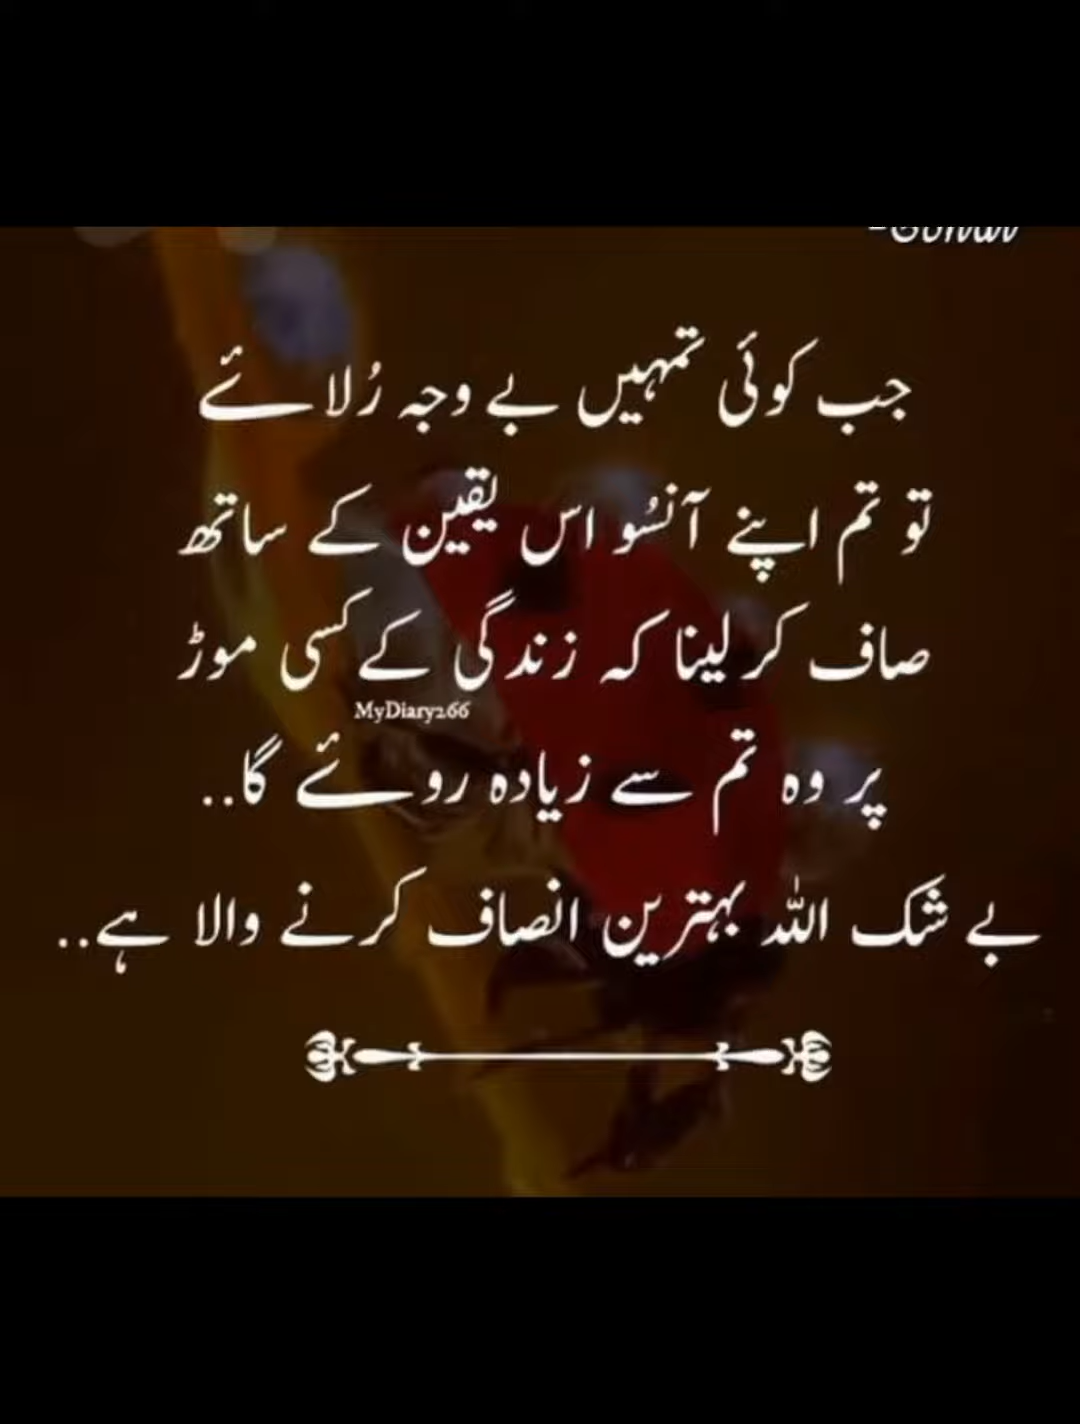 جب کوئی تمہیں بے وجہ رُلائے
تو تم اپنے آنسُو اس یقین کے ساتھ
صاف کر لینا کہ زندگی کے کسی موڑ
MyDiary266
پر وہ تم سے زیادہ روئے گا..
بے شک اللہ بہترین انصاف کرنے والا ہے..